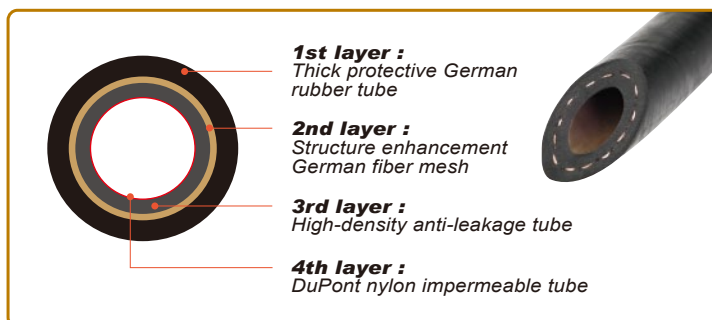 1st layer :
Thick protective German
rubber tube
2nd layer :
Structure enhancement
German fiber mesh
3rd layer :
High-density anti-leakage tube
4th layer :
DuPont nylon impermeable tube